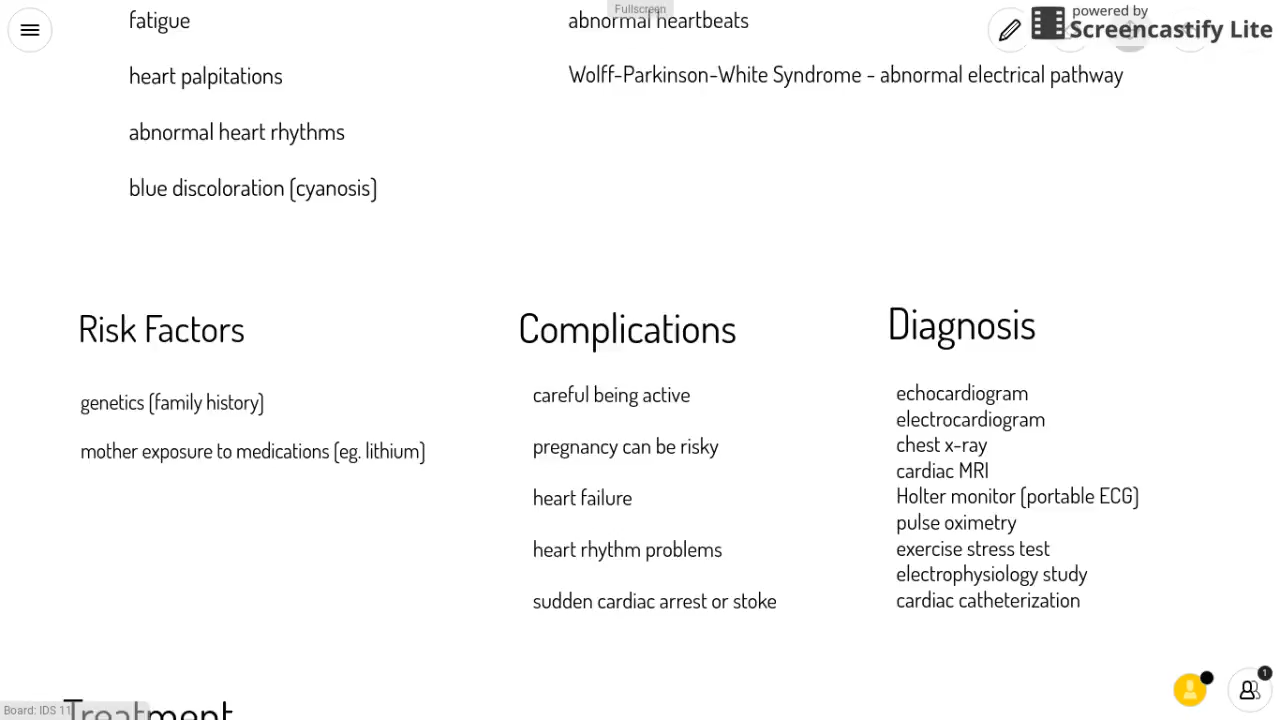 Fullscreen
powered by
Screencastify Lite
fatigue
heart palpitations
abnormal heart rhythms
blue discoloration (cyanosis)
abnormal heartbeats
Wolff-Parkinson-White Syndrome - abnormal electrical pathway
Risk Factors
genetics (family history)
mother exposure to medications (eg. lithium)
Complications
careful being active
pregnancy can be risky
heart failure
heart rhythm problems
sudden cardiac arrest or stoke
Diagnosis
echocardiogram
electrocardiogram
chest x-ray
cardiac MRI
Holter monitor (portable ECG)
pulse oximetry
exercise stress test
electrophysiology study
cardiac catheterization
Treatment
Board: IDS 11
1